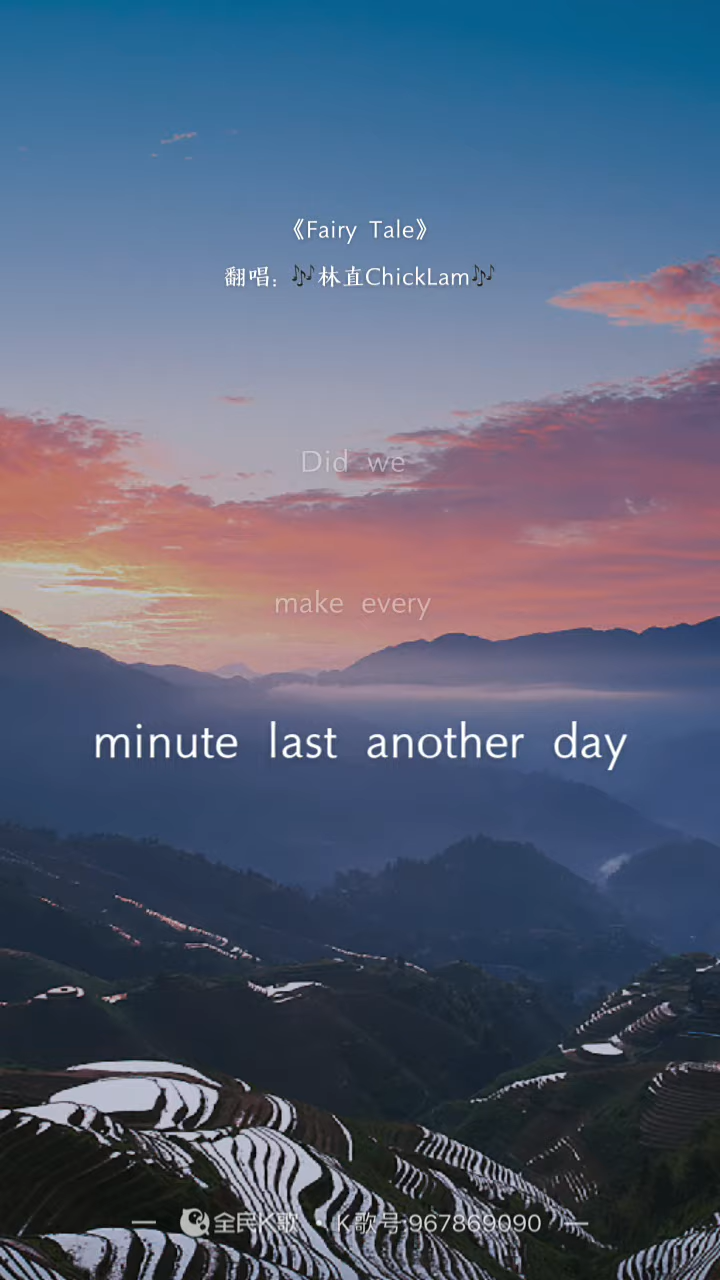 《Fairy Tale》
翻唱：🎶林直ChickLam🎶
Did we
make every
minute last another day
全民K歌 • K歌号:967869090